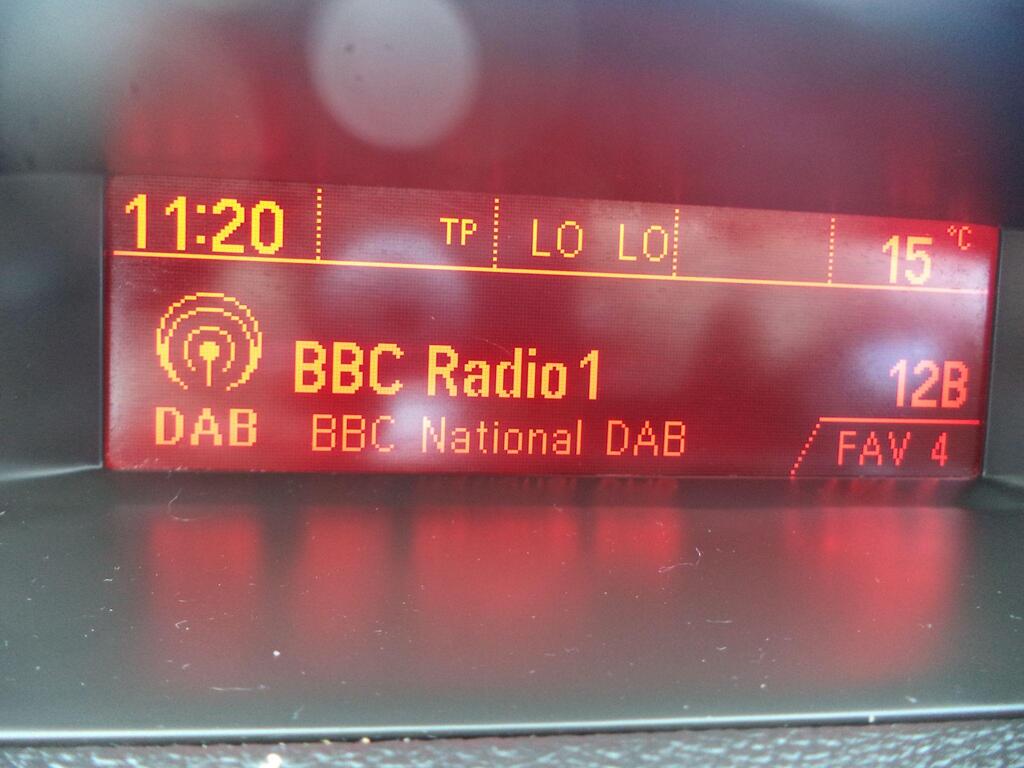 11:20 TP LO LO 15 °C
BBC Radio 1 12B
DAB BBC National DAB FAV 4